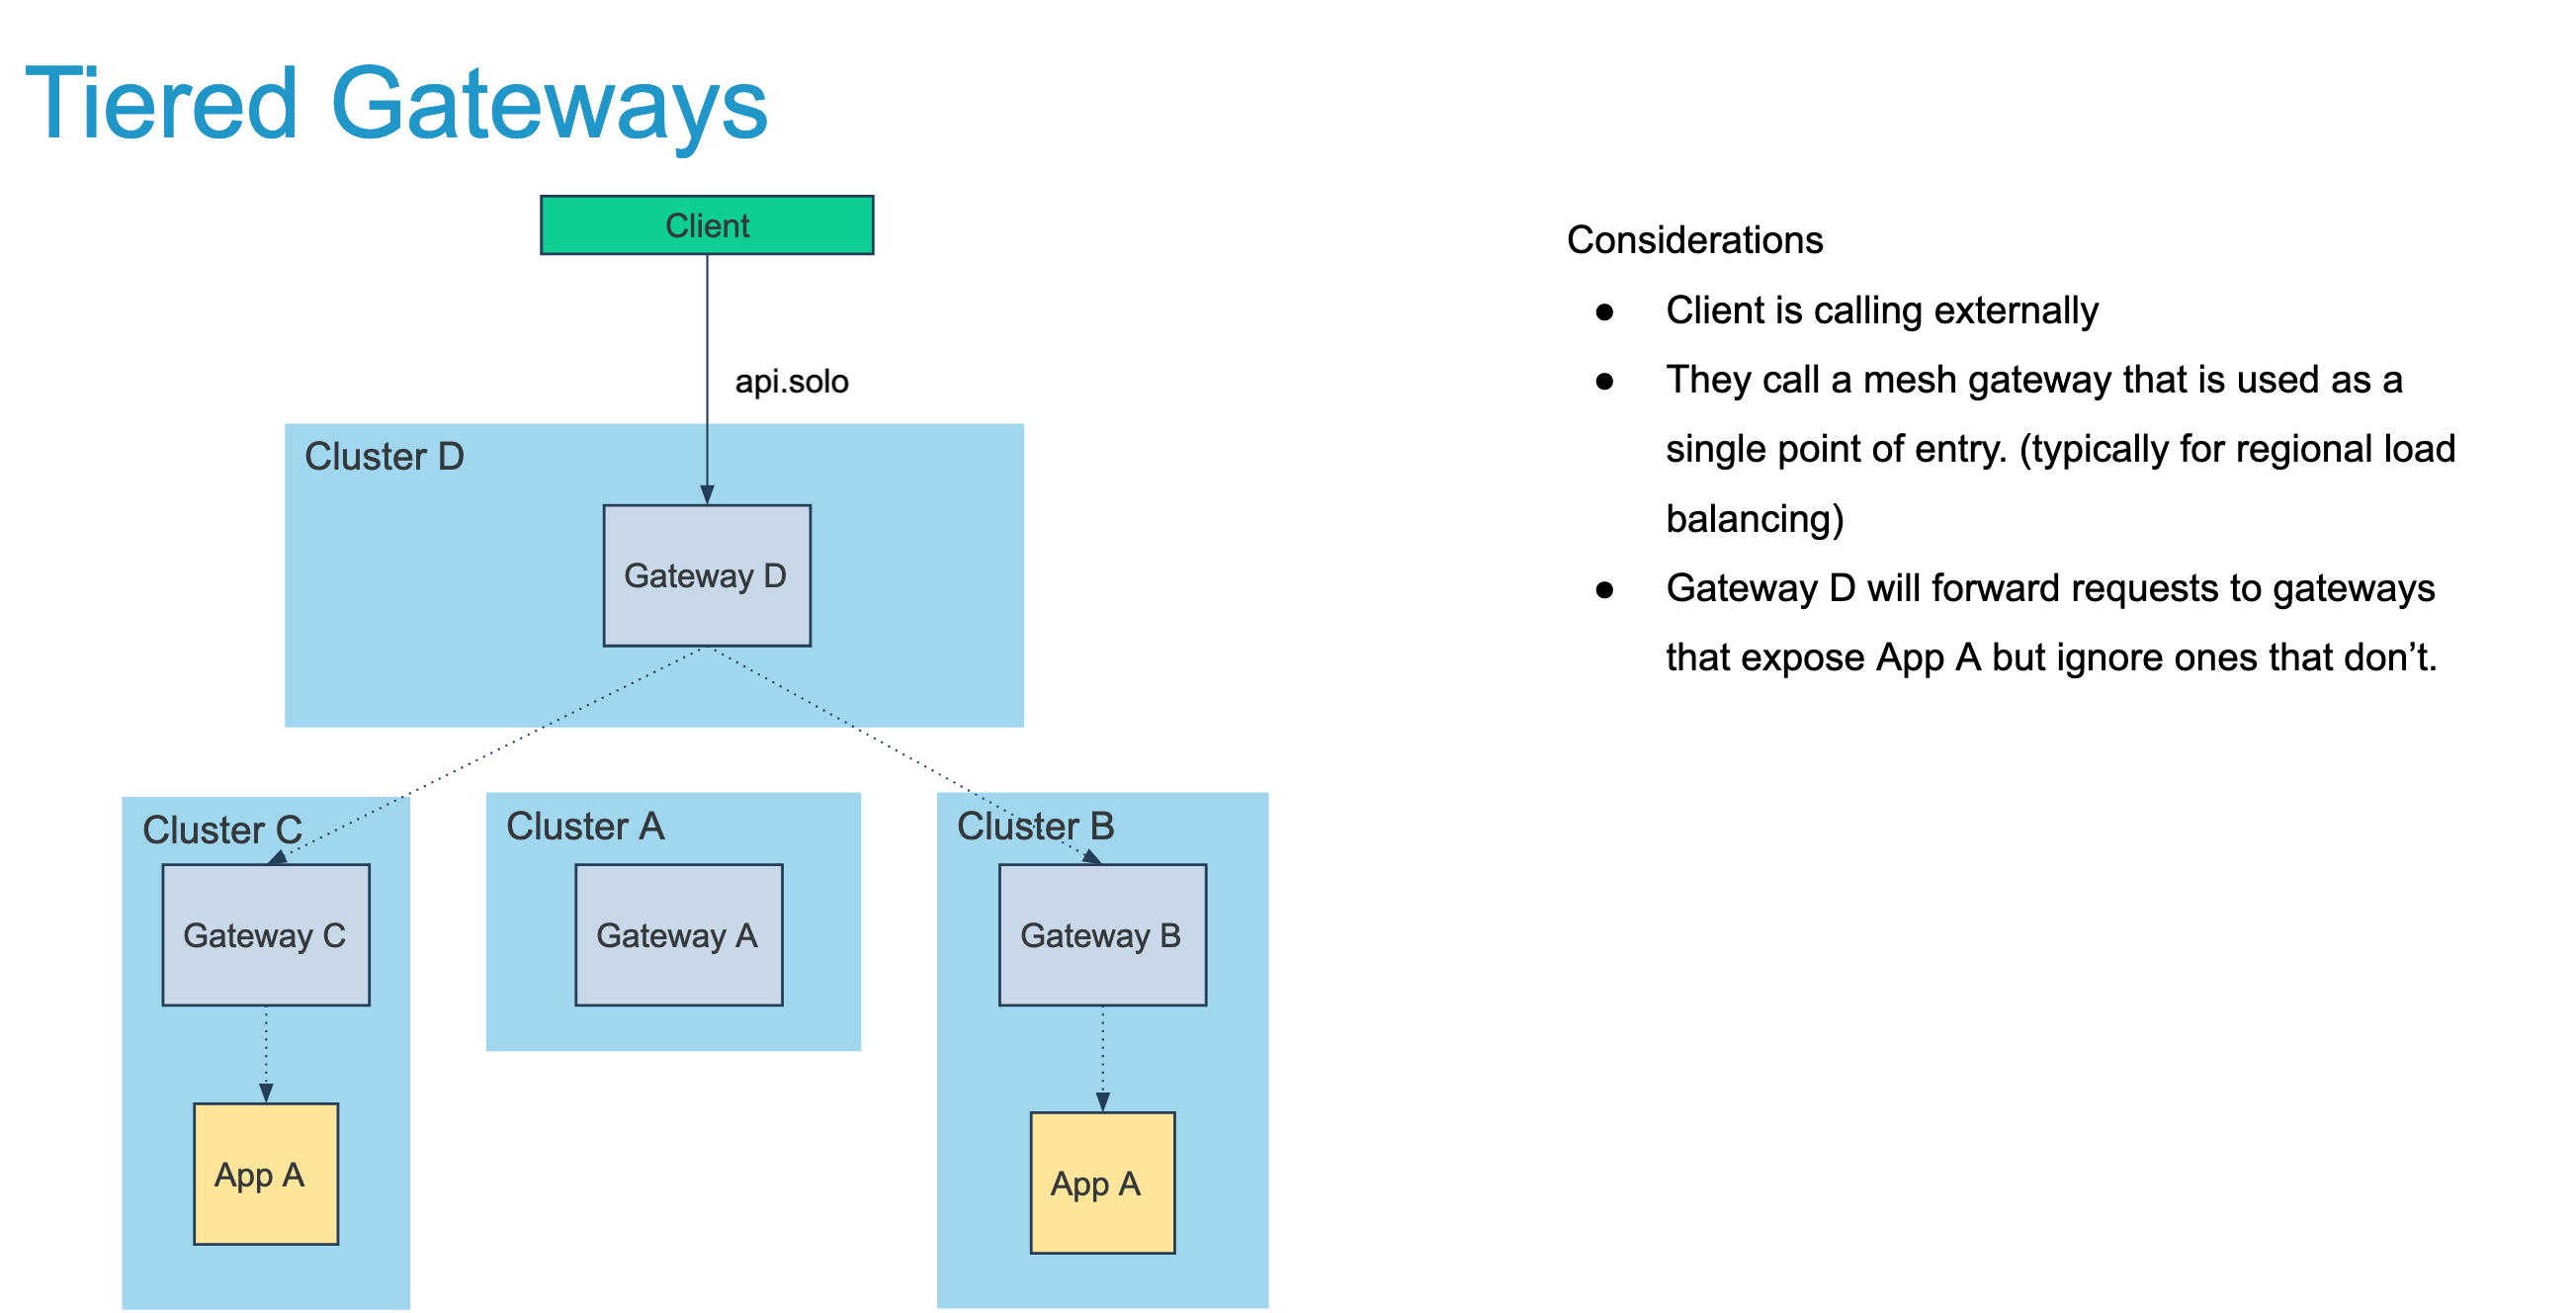 Tiered Gateways
Client
api.solo
Cluster D
Gateway D
Cluster C
Cluster A
Cluster B
Gateway C
Gateway A
Gateway B
App A
App A
Considerations
● Client is calling externally
● They call a mesh gateway that is used as a
single point of entry. (typically for regional load
balancing)
● Gateway D will forward requests to gateways
that expose App A but ignore ones that don’t.